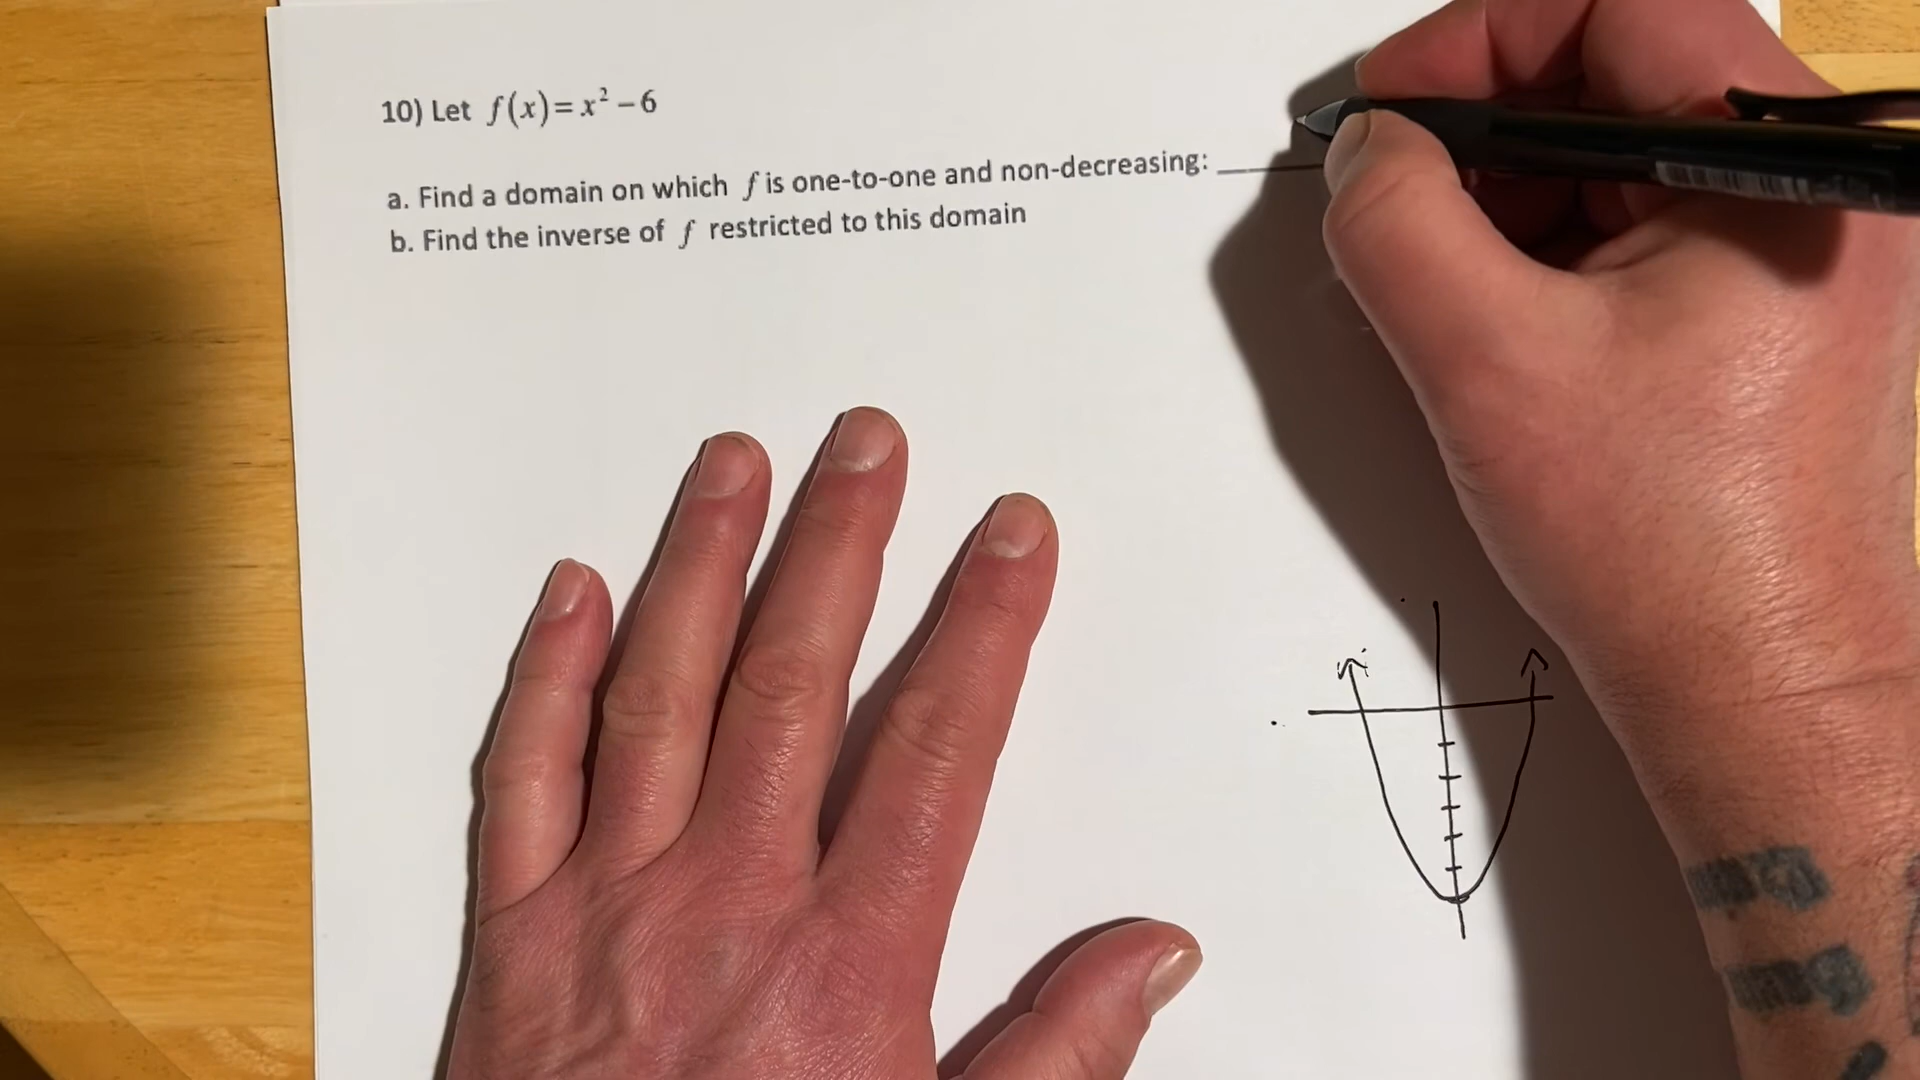 10) Let f(x)=x²−6
a. Find a domain on which f is one-to-one and non-decreasing: ______
b. Find the inverse of f restricted to this domain